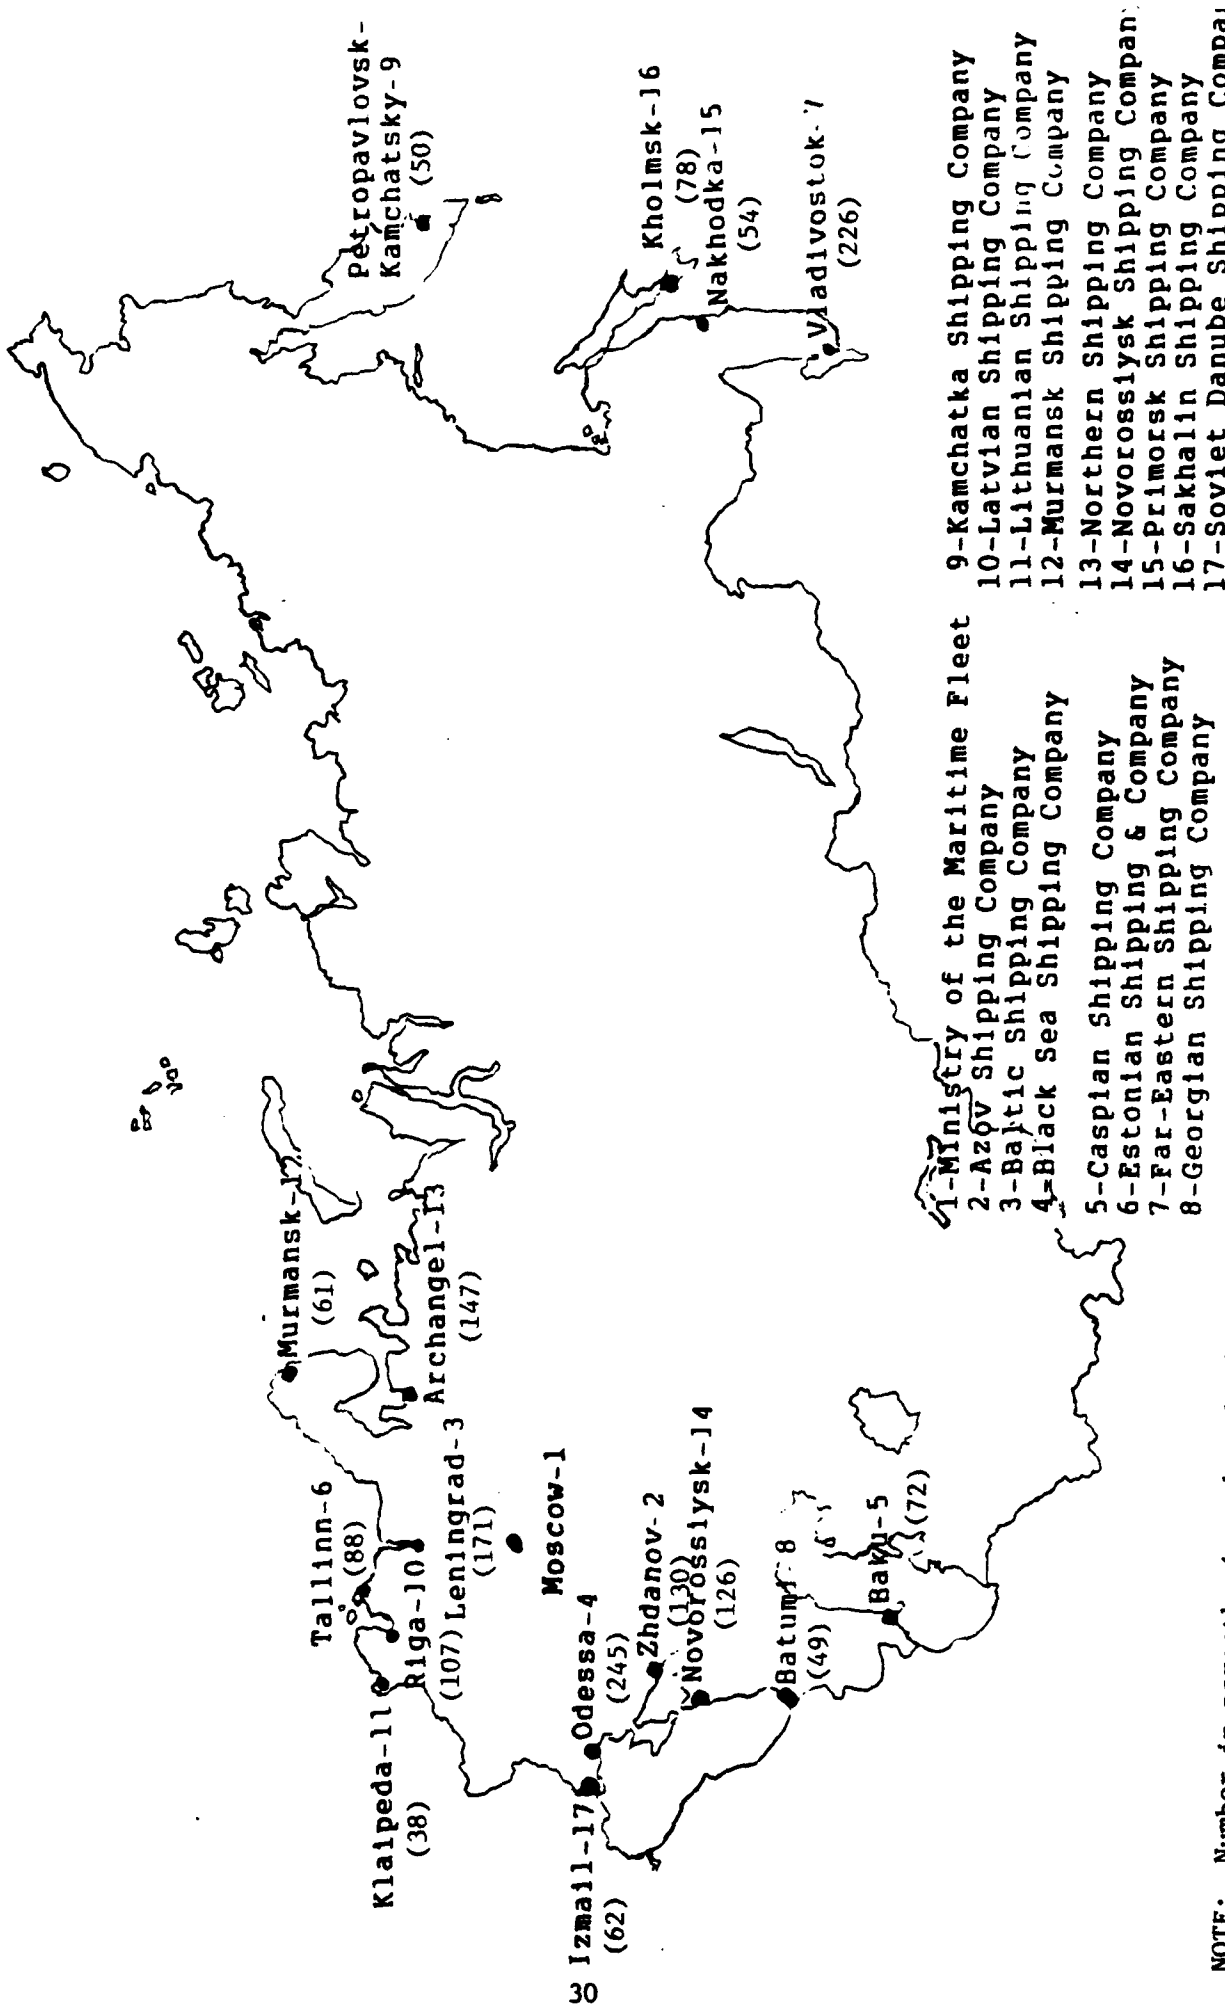 Petropavlovsk-
Kamchatsky-9
(50)
Kholmsk-16
(78)
Nakhodka-15
(54)
Vladivostok-7
(226)
Murmansk-12
(61)
Archangel-13
(147)
Tallinn-6
(88)
Leningrad-3
(171)
Riga-10
(107)
Klaipeda-11
(38)
Moscow-1
Odessa-4
(245)
Izmail-17
(62)
Zhdanov-2
(130)
Novorossiysk-14
(126)
Batumi-8
(49)
Baku-5
(72)
1-Ministry of the Maritime Fleet
2-Azov Shipping Company
3-Baltic Shipping Company
4-Black Sea Shipping Company
5-Caspian Shipping Company
6-Estonian Shipping & Company
7-Far-Eastern Shipping Company
8-Georgian Shipping Company
9-Kamchatka Shipping Company
10-Latvian Shipping Company
11-Lithuanian Shipping Company
12-Murmansk Shipping Company
13-Northern Shipping Company
14-Novorossiysk Shipping Compan
15-Primorsk Shipping Company
16-Sakhalin Shipping Company
17-Soviet Danube Shipping Compa
NOTE: Number in
30